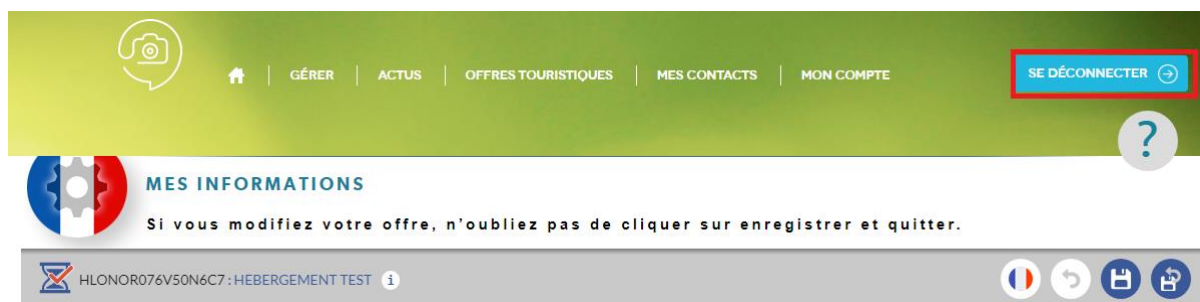 GÉRER | ACTUS | OFFRES TOURISTIQUES | MES CONTACTS | MON COMPTE SE DÉCONNECTER
?
MES INFORMATIONS
Si vous modifiez votre offre, n'oubliez pas de cliquer sur enregistrer et quitter.
HLONOR076V50N6C7 : HEBERGEMENT TEST i